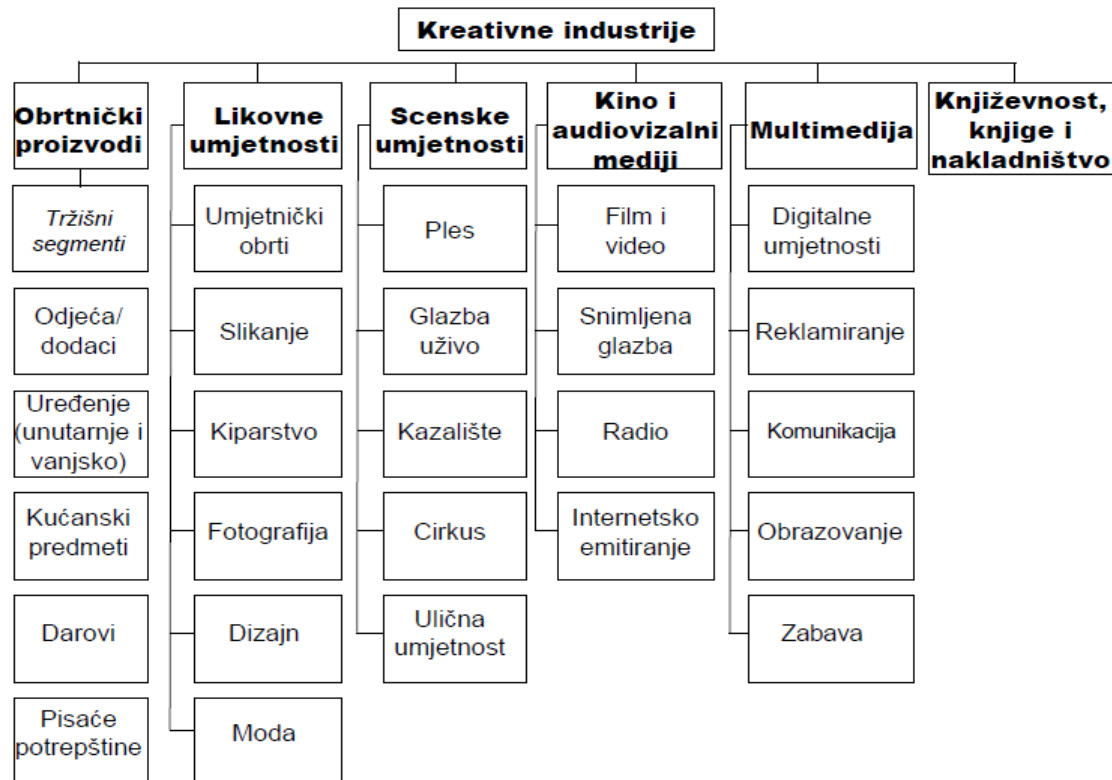 Kreativne industrije
Obrtnički
proizvodi
Likovne
umjetnosti
Scenske
umjetnosti
Kino i
audiovizalni
mediji
Multimedija
Književnost,
knjige i
nakladništvo
Tržišni
segmenti
Umjetnički
obrti
Ples
Film i
video
Digitalne
umjetnosti
Odjeća/
dodaci
Slikanje
Glazba
uživo
Snimljena
glazba
Reklamiranje
Uređenje
(unutarnje i
vanjsko)
Kiparstvo
Kazalište
Radio
Komunikacija
Kućanski
predmeti
Fotografija
Cirkus
Internetsko
emitiranje
Obrazovanje
Darovi
Dizajn
Ulična
umjetnost
Zabava
Pisaće
potrepštine
Moda